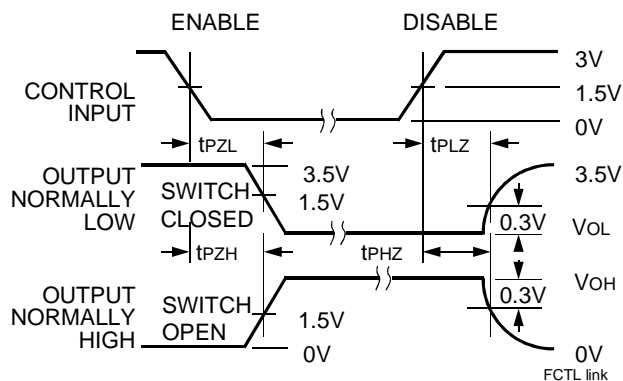 ENABLE DISABLE
3V
CONTROL
INPUT
1.5V
0V
tPZL tPLZ
OUTPUT
NORMALLY
LOW
SWITCH
CLOSED
3.5V
1.5V
3.5V
0.3V
VOL
tPZH tPHZ
OUTPUT
NORMALLY
HIGH
SWITCH
OPEN
1.5V
0V
VOH
0.3V
0V
FCTL link